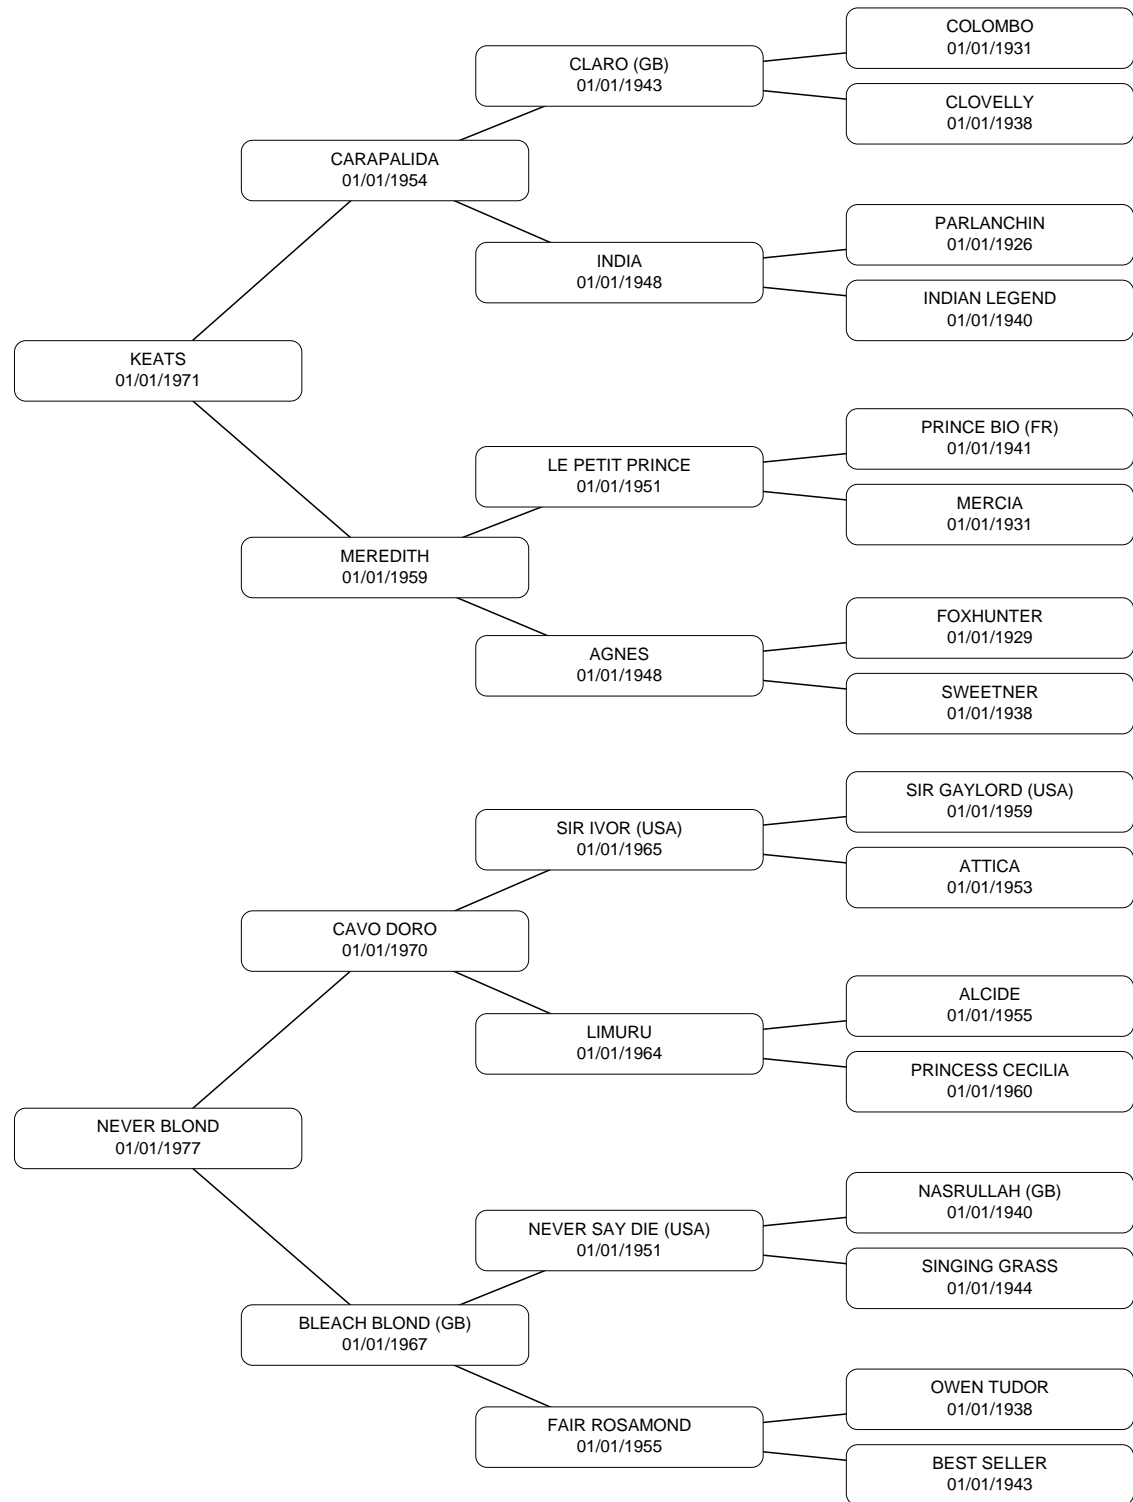 COLOMBO
01/01/1931
CLARO (GB)
01/01/1943
CLOVELLY
01/01/1938
CARAPALIDA
01/01/1954
PARLANCHIN
01/01/1926
INDIA
01/01/1948
INDIAN LEGEND
01/01/1940
KEATS
01/01/1971
PRINCE BIO (FR)
01/01/1941
LE PETIT PRINCE
01/01/1951
MERCIA
01/01/1931
MEREDITH
01/01/1959
FOXHUNTER
01/01/1929
AGNES
01/01/1948
SWEETNER
01/01/1938
SIR GAYLORD (USA)
01/01/1959
SIR IVOR (USA)
01/01/1965
ATTICA
01/01/1953
CAVO DORO
01/01/1970
ALCIDE
01/01/1955
LIMURU
01/01/1964
PRINCESS CECILIA
01/01/1960
NEVER BLOND
01/01/1977
NASRULLAH (GB)
01/01/1940
NEVER SAY DIE (USA)
01/01/1951
SINGING GRASS
01/01/1944
BLEACH BLOND (GB)
01/01/1967
OWEN TUDOR
01/01/1938
FAIR ROSAMOND
01/01/1955
BEST SELLER
01/01/1943